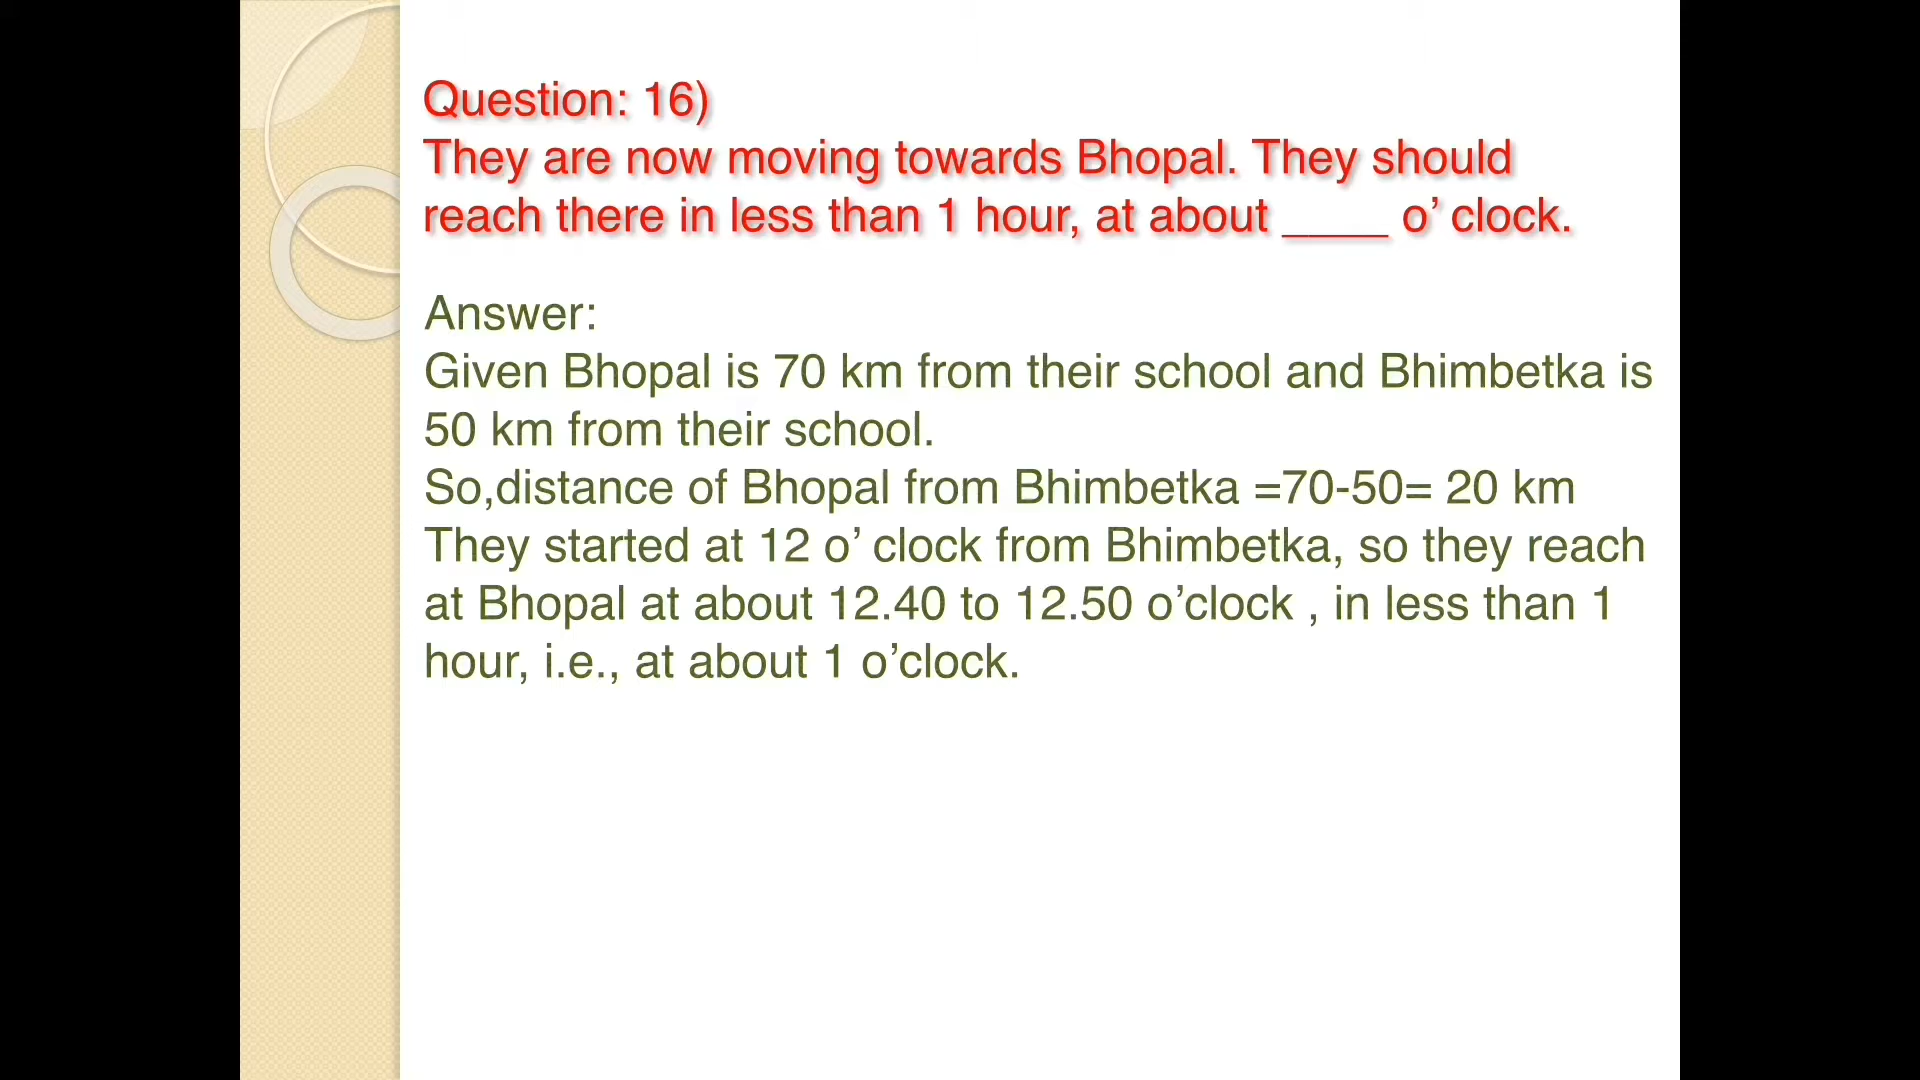 Question: 16)
They are now moving towards Bhopal. They should
reach there in less than 1 hour, at about ____ o’ clock.
Answer:
Given Bhopal is 70 km from their school and Bhimbetka is
50 km from their school.
So,distance of Bhopal from Bhimbetka =70-50= 20 km
They started at 12 o’ clock from Bhimbetka, so they reach
at Bhopal at about 12.40 to 12.50 o’clock , in less than 1
hour, i.e., at about 1 o’clock.